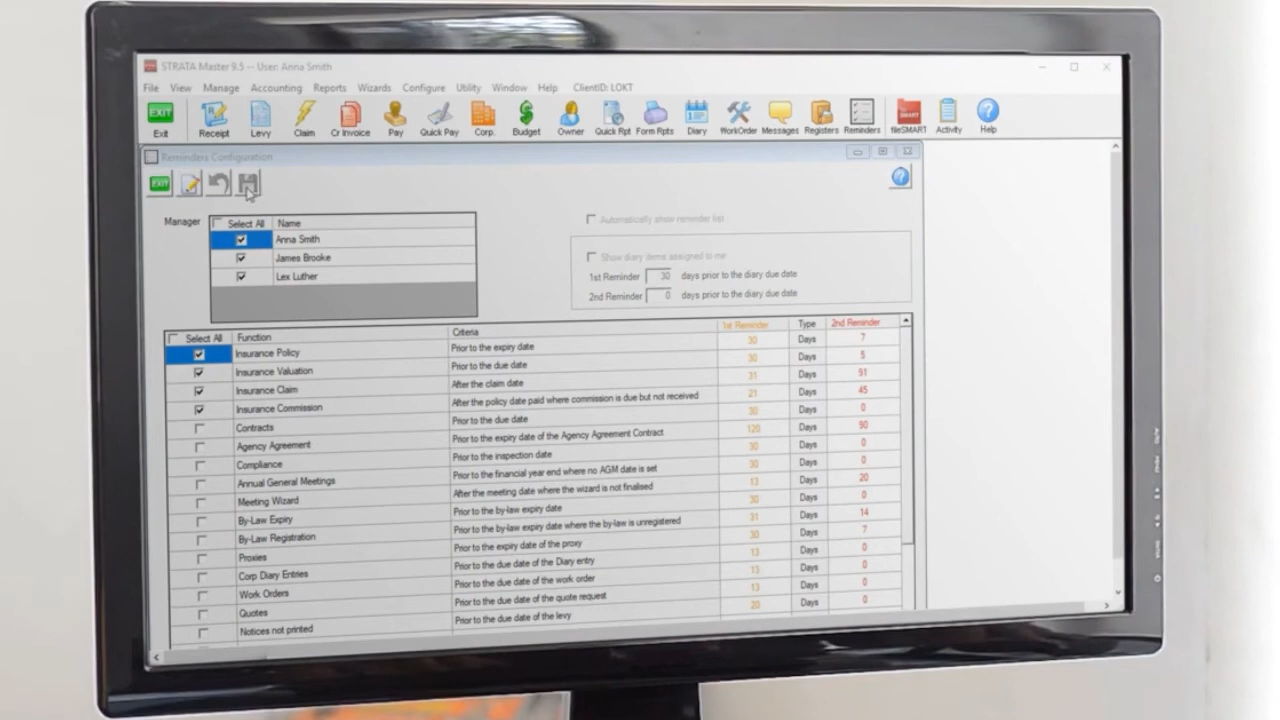 STRATA Master 9.5 -- User: Anna Smith
File View Manage Accounting Reports Wizards Configure Utility Window Help ClientID: LOKT
EXIT
Exit Receipt Levy Claim Cr Invoice Pay Quick Pay Corp. Budget Owner Quick Rpt Form Rpts Diary WorkOrder Messages Registers Reminders fileSMART Activity Help
Reminders Configuration
EXIT
Manager Select All Name
Anna Smith
James Brooke
Lex Luther
Automatically show reminder list
Show diary items assigned to me
1st Reminder 30 days prior to the diary due date
2nd Reminder 0 days prior to the diary due date
Select All Function Criteria 1st Reminder Type 2nd Reminder
Insurance Policy Prior to the expiry date 30 Days 7
Insurance Valuation Prior to the due date 30 Days 5
Insurance Claim After the claim date 31 Days 91
Insurance Commission After the policy date paid where commission is due but not received 21 Days 45
Contracts Prior to the due date 30 Days 0
Agency Agreement Prior to the expiry date of the Agency Agreement Contract 120 Days 90
Compliance Prior to the inspection date 30 Days 0
Annual General Meetings Prior to the financial year end where no AGM date is set 30 Days 0
Meeting Wizard After the meeting date where the wizard is not finalised 13 Days 20
By-Law Expiry Prior to the by-law expiry date 30 Days 0
By-Law Registration Prior to the by-law expiry date where the by-law is unregistered 31 Days 14
Proxies Prior to the expiry date of the proxy 30 Days 7
Corp Diary Entries Prior to the due date of the Diary entry 13 Days 0
Work Orders Prior to the due date of the work order 13 Days 0
Quotes Prior to the due date of the quote request 13 Days 0
Notices not printed Prior to the due date of the levy 20 Days 0